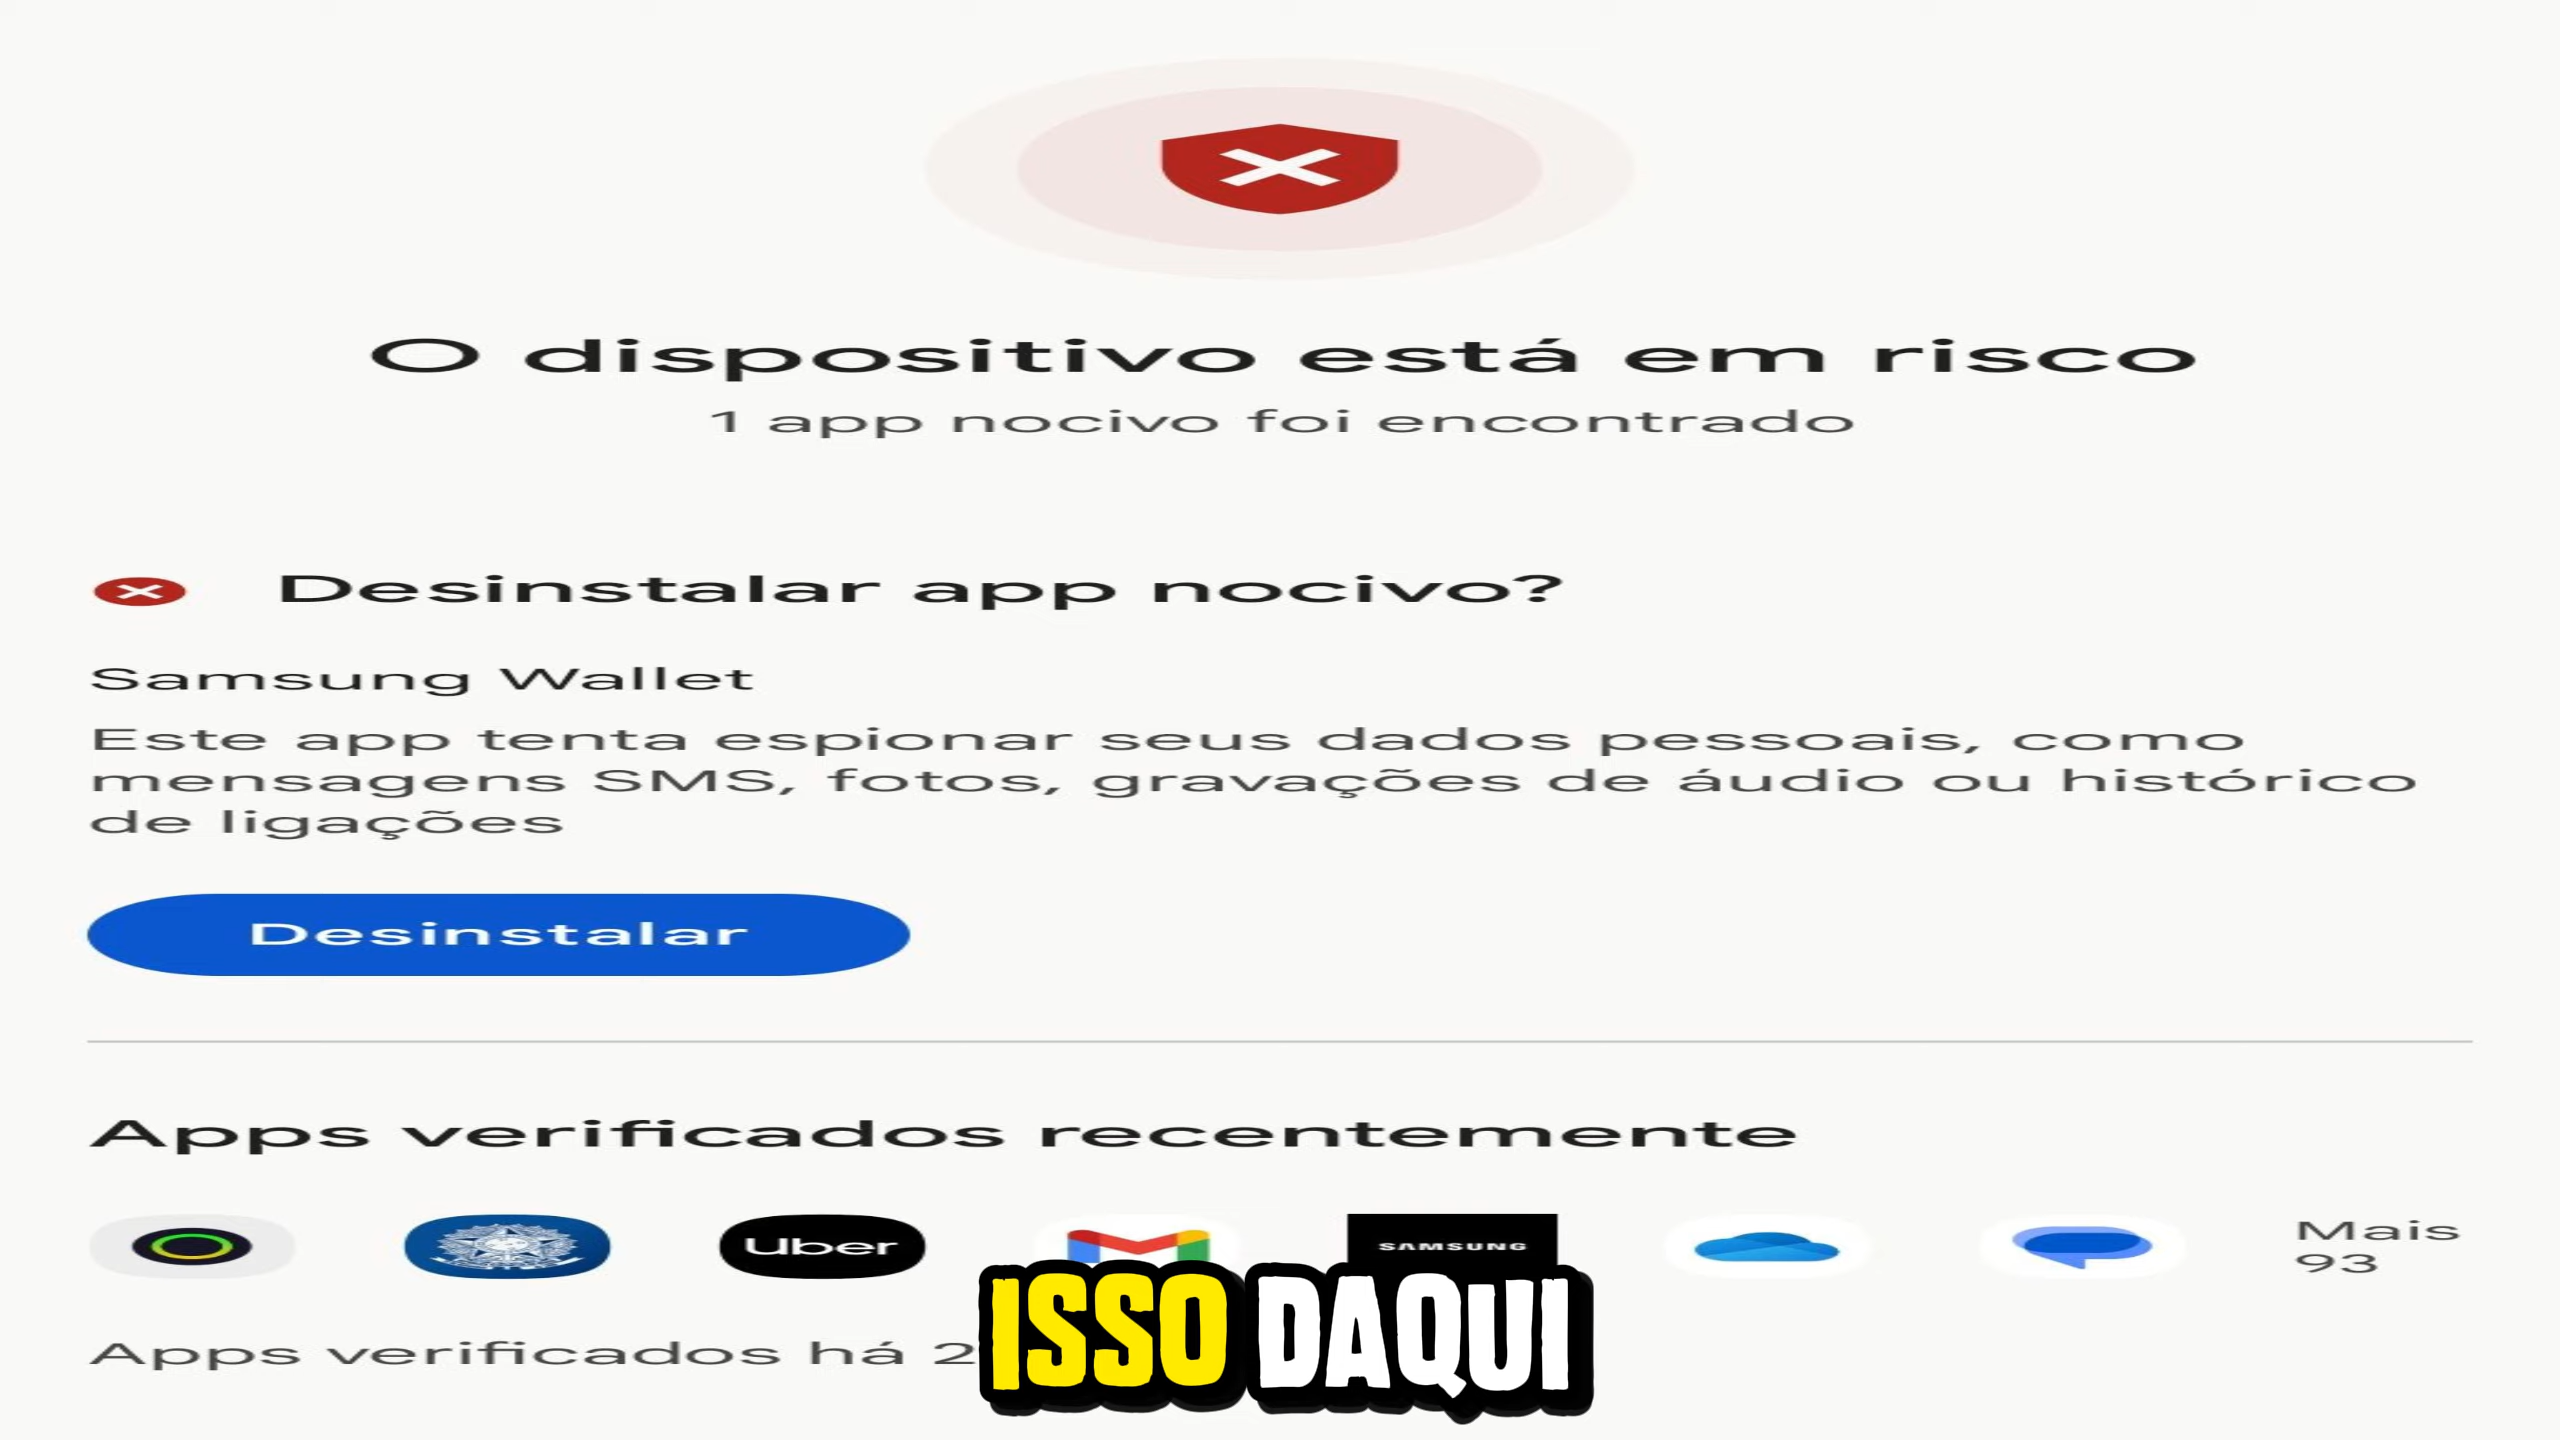 O dispositivo está em risco
1 app nocivo foi encontrado
Desinstalar app nocivo?
Samsung Wallet
Este app tenta espionar seus dados pessoais, como
mensagens SMS, fotos, gravações de áudio ou histórico
de ligações
Desinstalar
Apps verificados recentemente
Uber
SAMSUNG
Mais
93
Apps verificados há
ISSO DAQUI